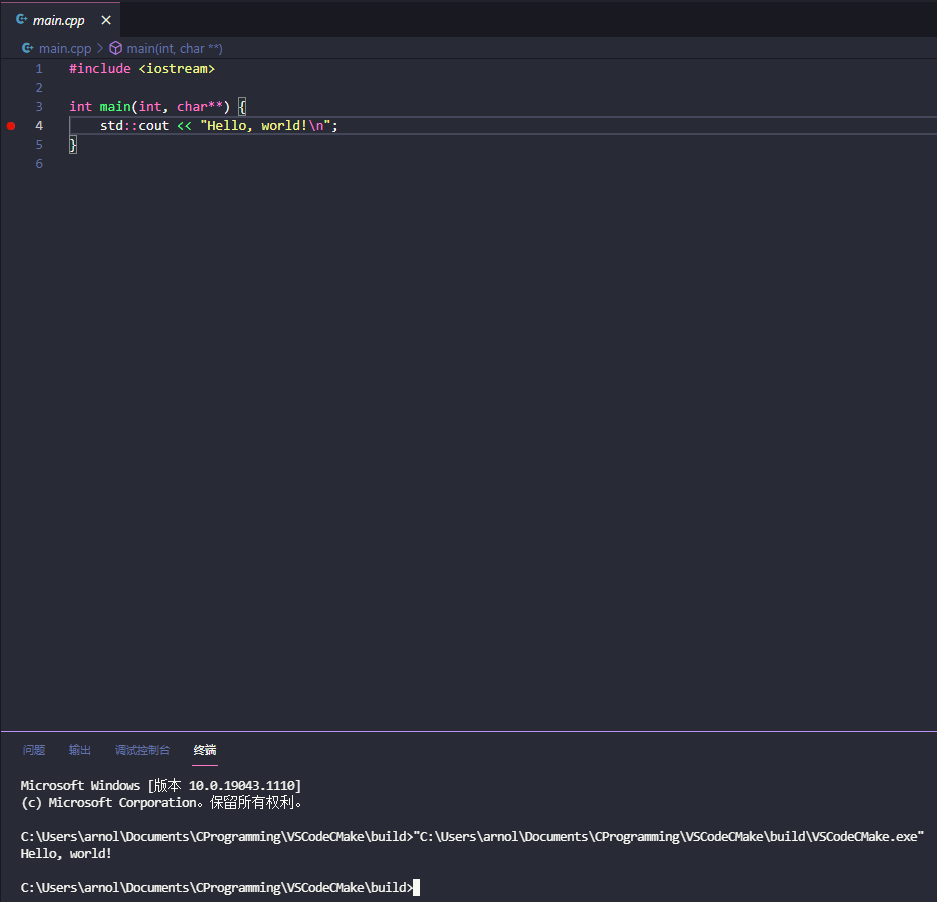 main.cpp
main.cpp > main(int, char **)
1 #include <iostream>
2
3 int main(int, char**) {
4     std::cout << "Hello, world!\n";
5 }
6
问题 输出 调试控制台 终端
Microsoft Windows [版本 10.0.19043.1110]
(c) Microsoft Corporation。保留所有权利。
C:\Users\arnol\Documents\CProgramming\VSCodeCMake\build>"C:\Users\arnol\Documents\CProgramming\VSCodeCMake\build\VSCodeCMake.exe"
Hello, world!
C:\Users\arnol\Documents\CProgramming\VSCodeCMake\build>